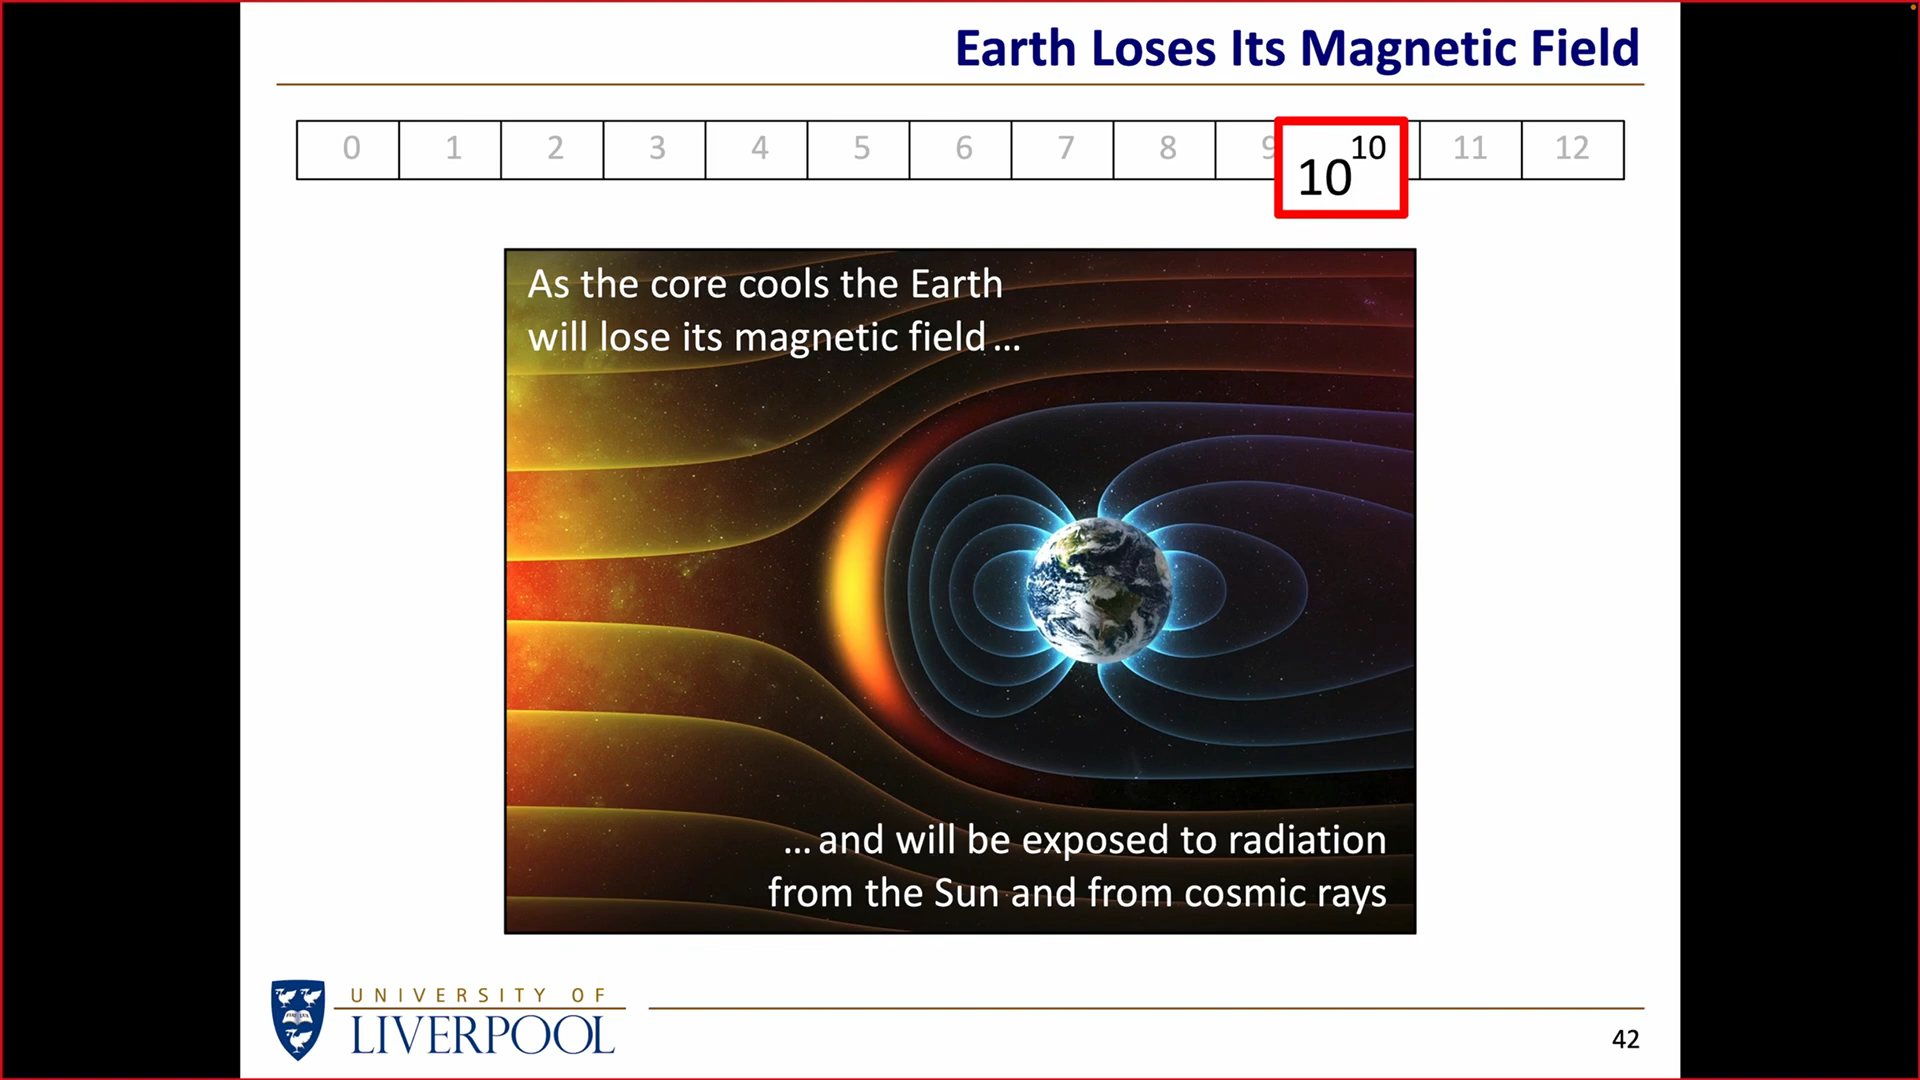 Earth Loses Its Magnetic Field
0 1 2 3 4 5 6 7 8 9 10^10 11 12
As the core cools the Earth
will lose its magnetic field ...
... and will be exposed to radiation
from the Sun and from cosmic rays
UNIVERSITY OF
LIVERPOOL
42